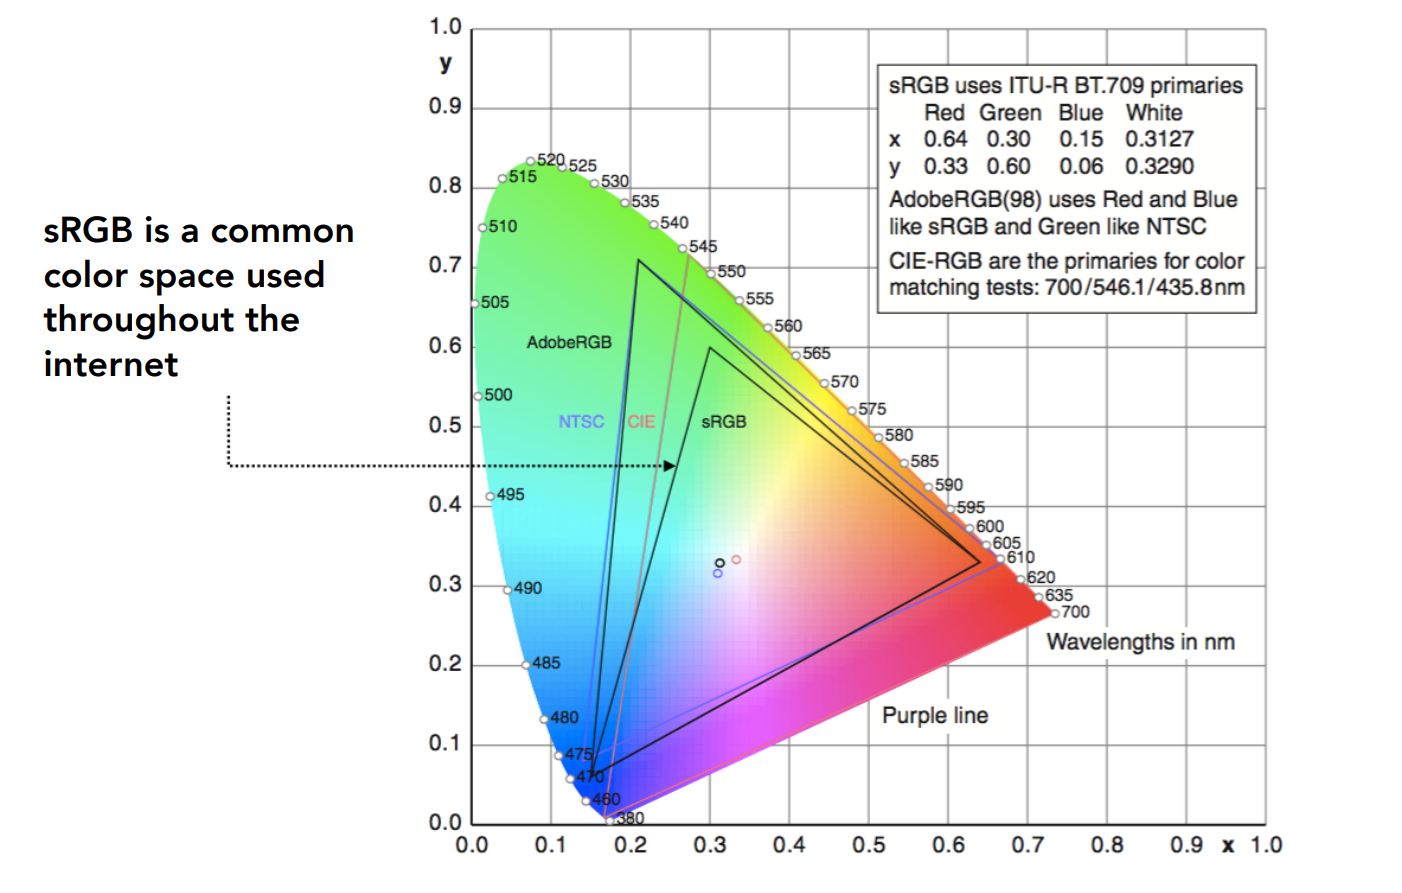 sRGB is a common
color space used
throughout the
internet
1.0
y
0.9
0.8
0.7
0.6
0.5
0.4
0.3
0.2
0.1
0.0
0.0 0.1 0.2 0.3 0.4 0.5 0.6 0.7 0.8 0.9 x 1.0
sRGB uses ITU-R BT.709 primaries
Red Green Blue White
x 0.64 0.30 0.15 0.3127
y 0.33 0.60 0.06 0.3290
AdobeRGB(98) uses Red and Blue
like sRGB and Green like NTSC
CIE-RGB are the primaries for color
matching tests: 700/546.1/435.8nm
520
525
515
530
535
510
540
545
550
505
555
560
565
570
500
575
580
585
590
495
595
600
605
610
490
620
635
700
485
480
475
470
460
380
AdobeRGB
NTSC CIE sRGB
Wavelengths in nm
Purple line